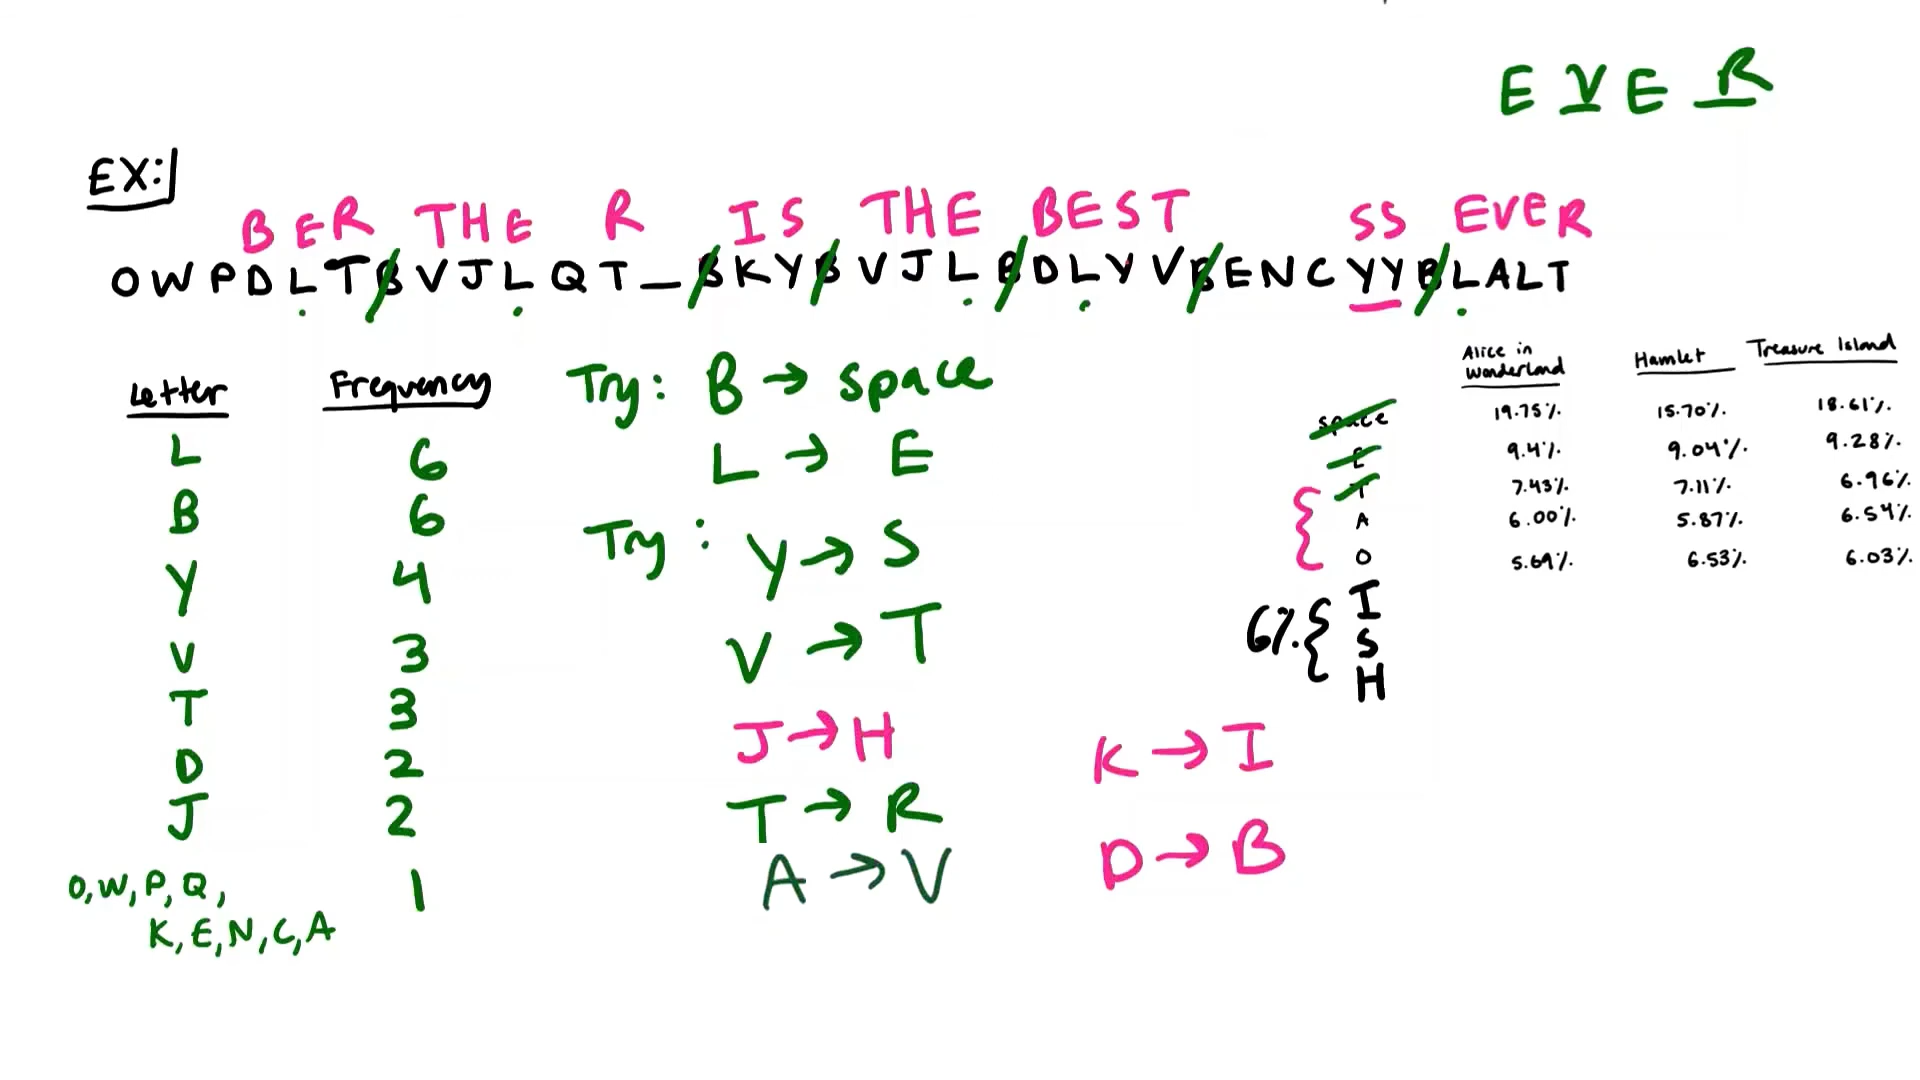 E V E R
EX:
BER THE R IS THE BEST SS EVER
OWPDLTBVJLQT_BKYBVJLBDLYVBENCYYBLALT
Letter Frequency
L 6
B 6
Y 4
V 3
T 3
D 2
J 2
O, W, P, Q, 1
K, E, N, C, A
Try: B → space
L → E
Try: Y → S
V → T
J → H
T → R
A → V
K → I
D → B
Alice in Wonderland Hamlet Treasure Island
space 19.75% 15.70% 18.61%
E 9.4% 9.04% 9.28%
T 7.43% 7.11% 6.96%
A 6.00% 5.87% 6.54%
O 5.69% 6.53% 6.03%
6% { I
S
H